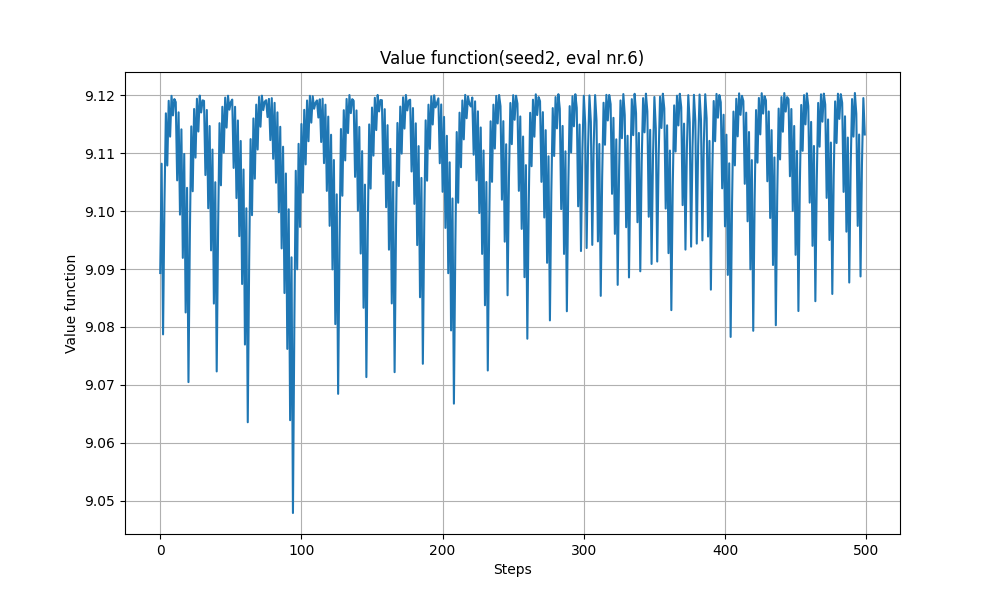 Value function(seed2, eval nr.6)
Value function
9.12
9.11
9.10
9.09
9.08
9.07
9.06
9.05
0 100 200 300 400 500
Steps